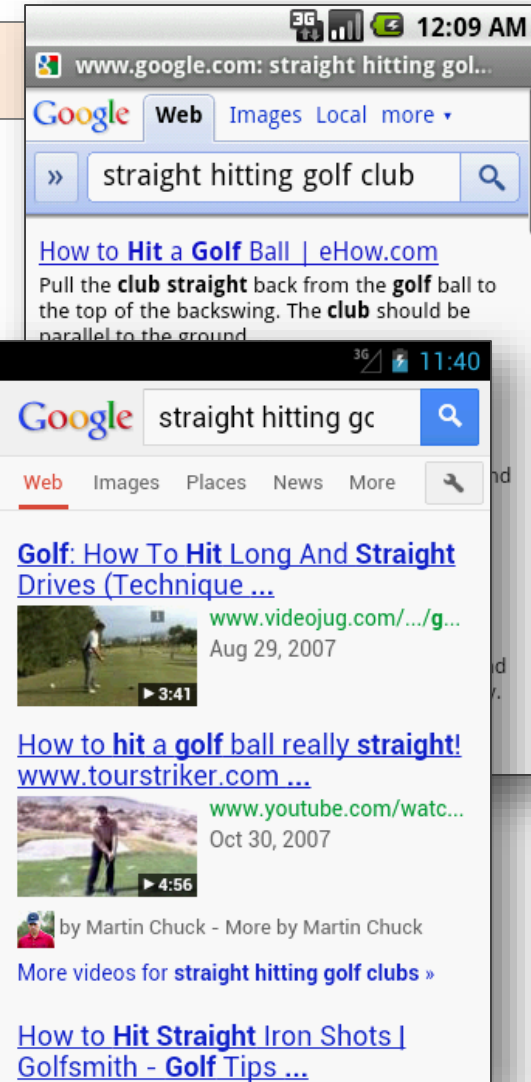 3G 12:09 AM
www.google.com: straight hitting gol...
Google Web Images Local more ▾
» straight hitting golf club
How to Hit a Golf Ball | eHow.com
Pull the club straight back from the golf ball to
the top of the backswing. The club should be
parallel to the ground
3G 11:40
Google straight hitting gc
Web Images Places News More
Golf: How To Hit Long And Straight
Drives (Technique ...
www.videojug.com/.../g...
Aug 29, 2007
▶ 3:41
How to hit a golf ball really straight!
www.tourstriker.com ...
www.youtube.com/watc...
Oct 30, 2007
▶ 4:56
by Martin Chuck - More by Martin Chuck
More videos for straight hitting golf clubs »
How to Hit Straight Iron Shots |
Golfsmith - Golf Tips ...